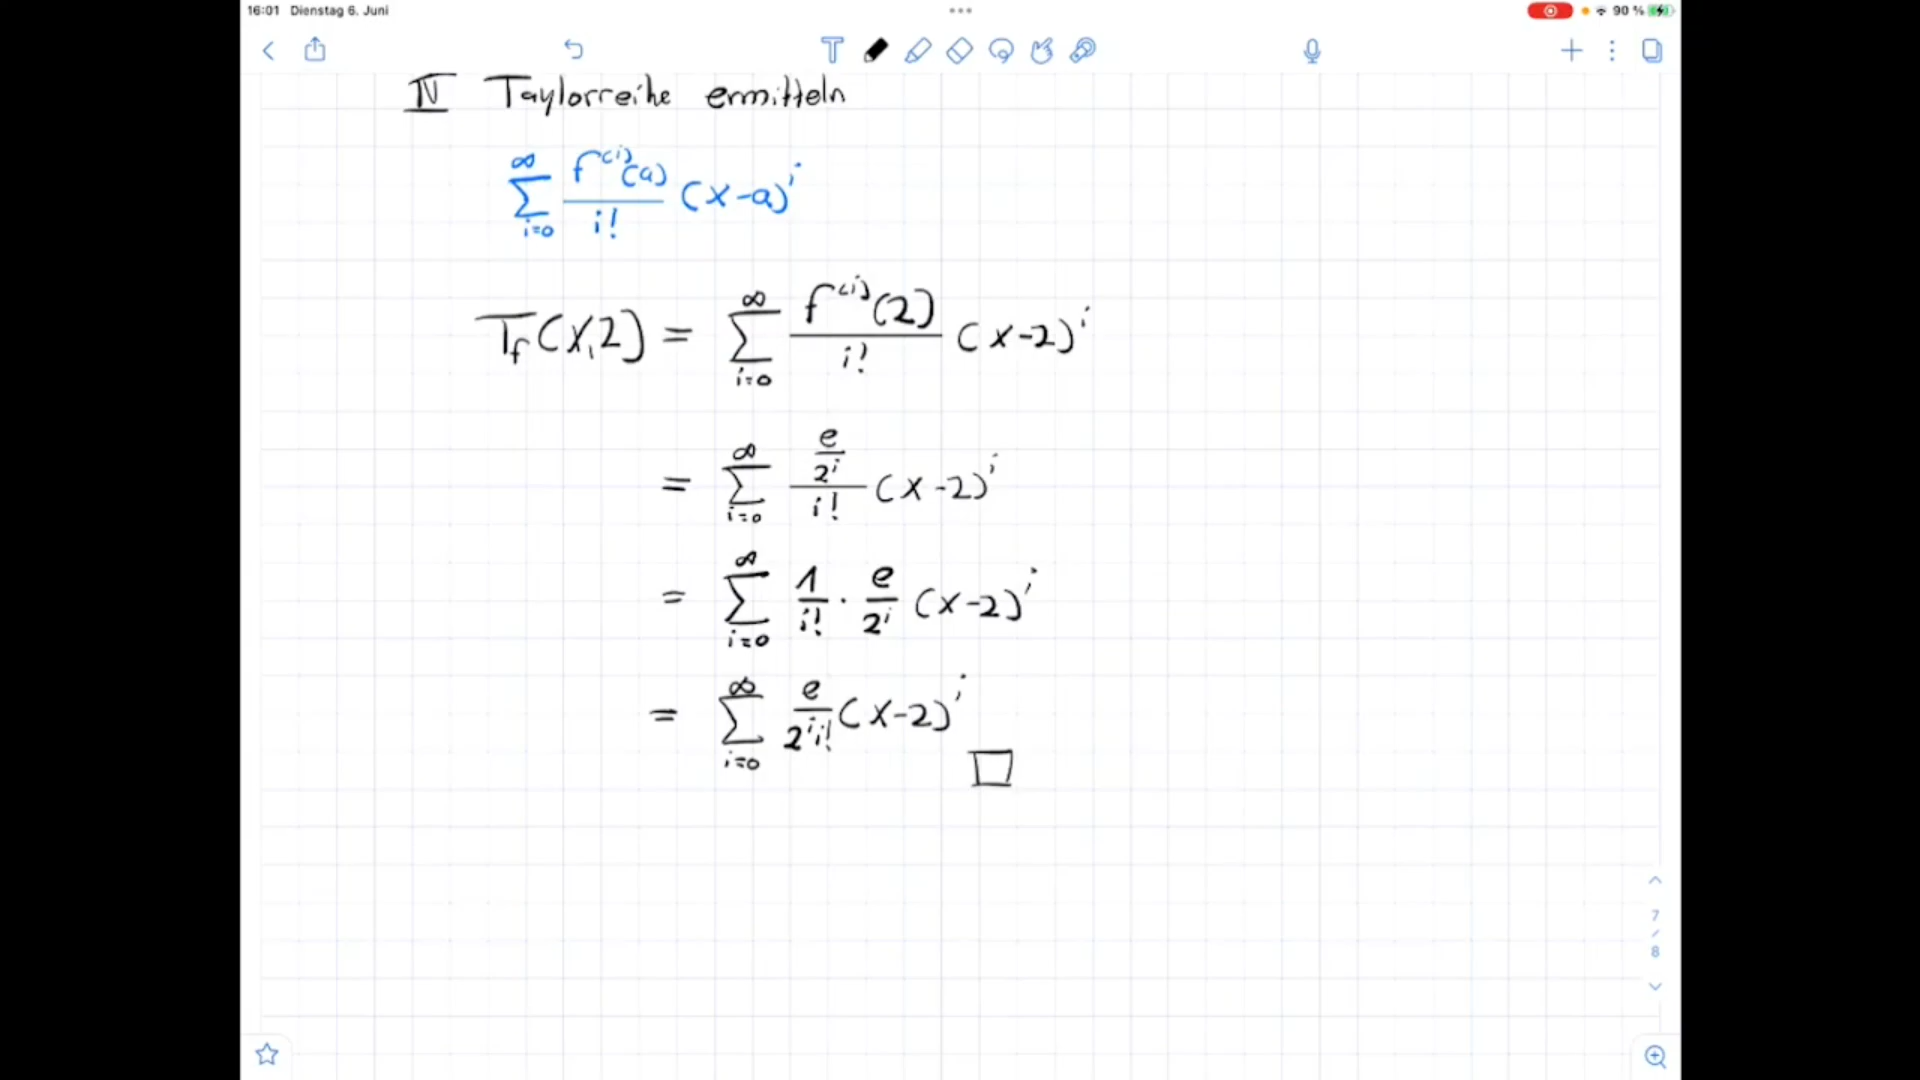 16:01 Dienstag 6. Juni
90 %
T
IV Taylorreihe ermitteln
∞ ∑ i=0 f^(i)(a) / i! (x-a)^i
T_f(x,2) = ∞ ∑ i=0 f^(i)(2) / i! (x-2)^i
= ∞ ∑ i=0 (e / 2^i) / i! (x-2)^i
= ∞ ∑ i=0 1 / i! · e / 2^i (x-2)^i
= ∞ ∑ i=0 e / 2^i i! (x-2)^i
□
7
/
8